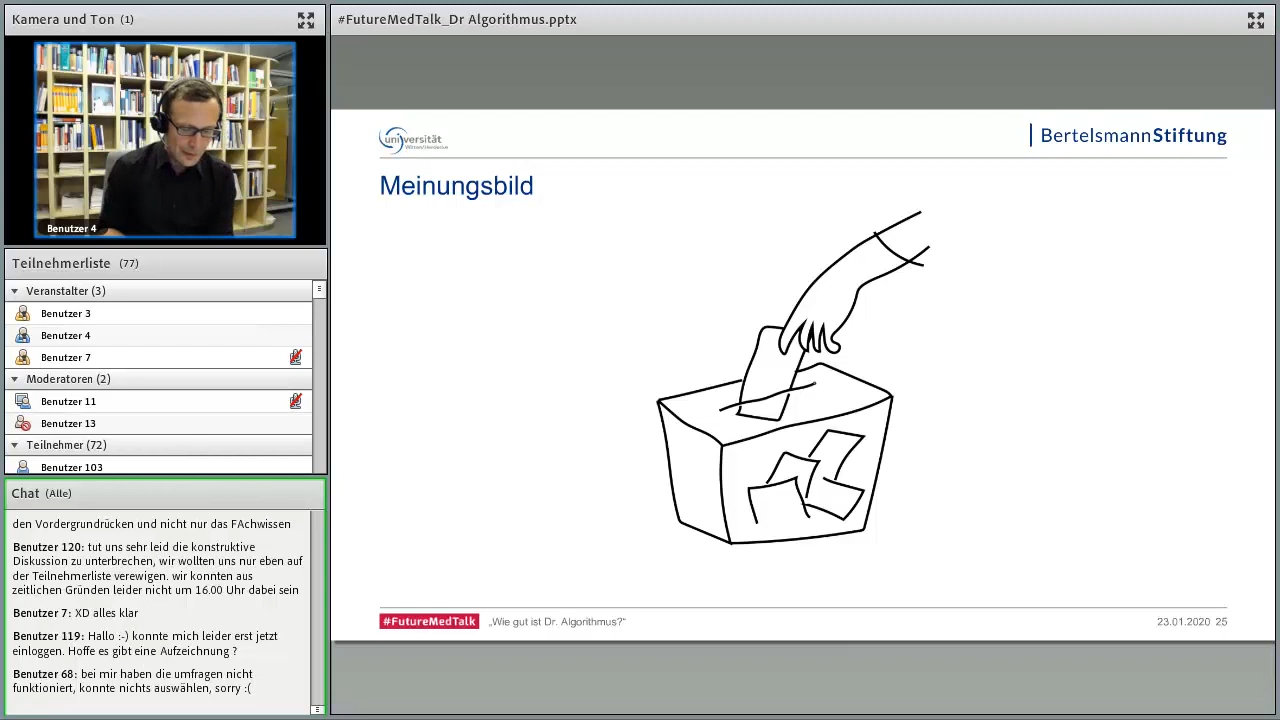 Kamera und Ton (1)
Benutzer 4
Teilnehmerliste (77)
Veranstalter (3)
Benutzer 3
Benutzer 4
Benutzer 7
Moderatoren (2)
Benutzer 11
Benutzer 13
Teilnehmer (72)
Benutzer 103
Chat (Alle)
den Vordergrundrücken und nicht nur das FAchwissen
Benutzer 120: tut uns sehr leid die konstruktive
Diskussion zu unterbrechen, wir wollten uns nur eben auf
der Teilnehmerliste verewigen. wir konnten aus
zeitlichen Gründen leider nicht um 16.00 Uhr dabei sein
Benutzer 7: XD alles klar
Benutzer 119: Hallo :-) konnte mich leider erst jetzt
einloggen. Hoffe es gibt eine Aufzeichnung ?
Benutzer 68: bei mir haben die umfragen nicht
funktioniert, konnte nichts auswählen, sorry :(
#FutureMedTalk_Dr Algorithmus.pptx
universität
Witten/Herdecke
BertelsmannStiftung
Meinungsbild
#FutureMedTalk „Wie gut ist Dr. Algorithmus?“ 23.01.2020 25